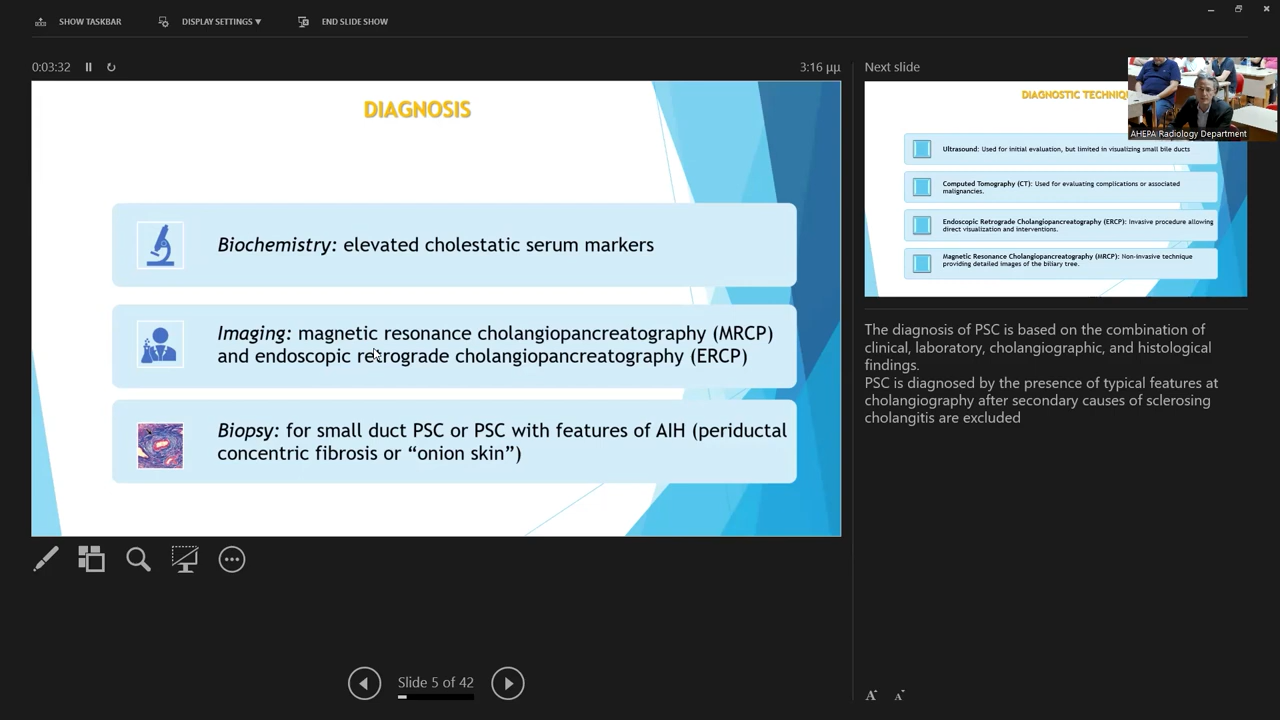 SHOW TASKBAR
DISPLAY SETTINGS ▼
END SLIDE SHOW
0:03:32
3:16 μμ
Next slide
DIAGNOSIS
Biochemistry: elevated cholestatic serum markers
Imaging: magnetic resonance cholangiopancreatography (MRCP)
and endoscopic retrograde cholangiopancreatography (ERCP)
Biopsy: for small duct PSC or PSC with features of AIH (periductal
concentric fibrosis or “onion skin”)
Slide 5 of 42
DIAGNOSTIC
AHEPA Radiology Department
Ultrasound: Used for initial evaluation, but limited in visualizing small bile ducts
Computed Tomography (CT): Used for evaluating complications or associated
malignancies.
Endoscopic Retrograde Cholangiopancreatography (ERCP): Invasive procedure allowing
direct visualization and interventions.
Magnetic Resonance Cholangiopancreatography (MRCP): Non-invasive technique
providing detailed images of the biliary tree.
The diagnosis of PSC is based on the combination of
clinical, laboratory, cholangiographic, and histological
findings.
PSC is diagnosed by the presence of typical features at
cholangiography after secondary causes of sclerosing
cholangitis are excluded
A A